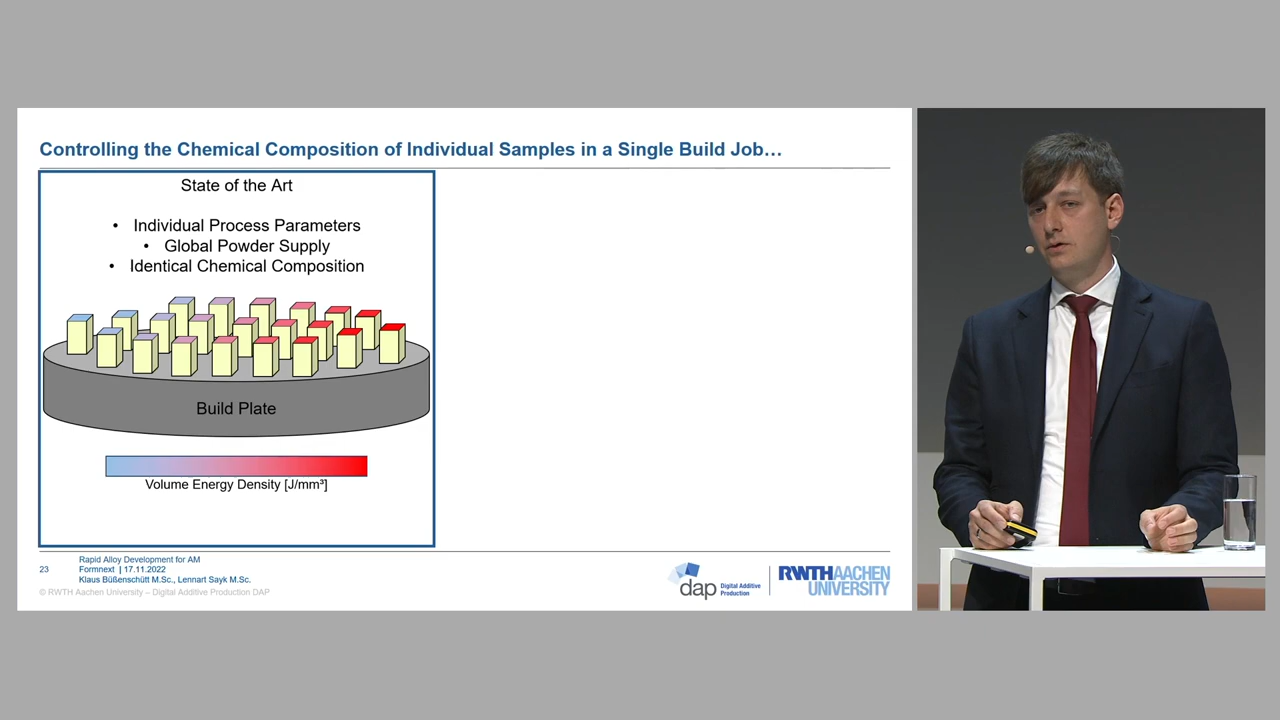 Controlling the Chemical Composition of Individual Samples in a Single Build Job…
State of the Art
• Individual Process Parameters
• Global Powder Supply
• Identical Chemical Composition
Build Plate
Volume Energy Density [J/mm³]
23
Rapid Alloy Development for AM
Formnext | 17.11.2022
Klaus Büßenschütt M.Sc., Lennart Sayk M.Sc.
© RWTH Aachen University – Digital Additive Production DAP
dap
Digital Additive
Production
RWTH AACHEN
UNIVERSITY